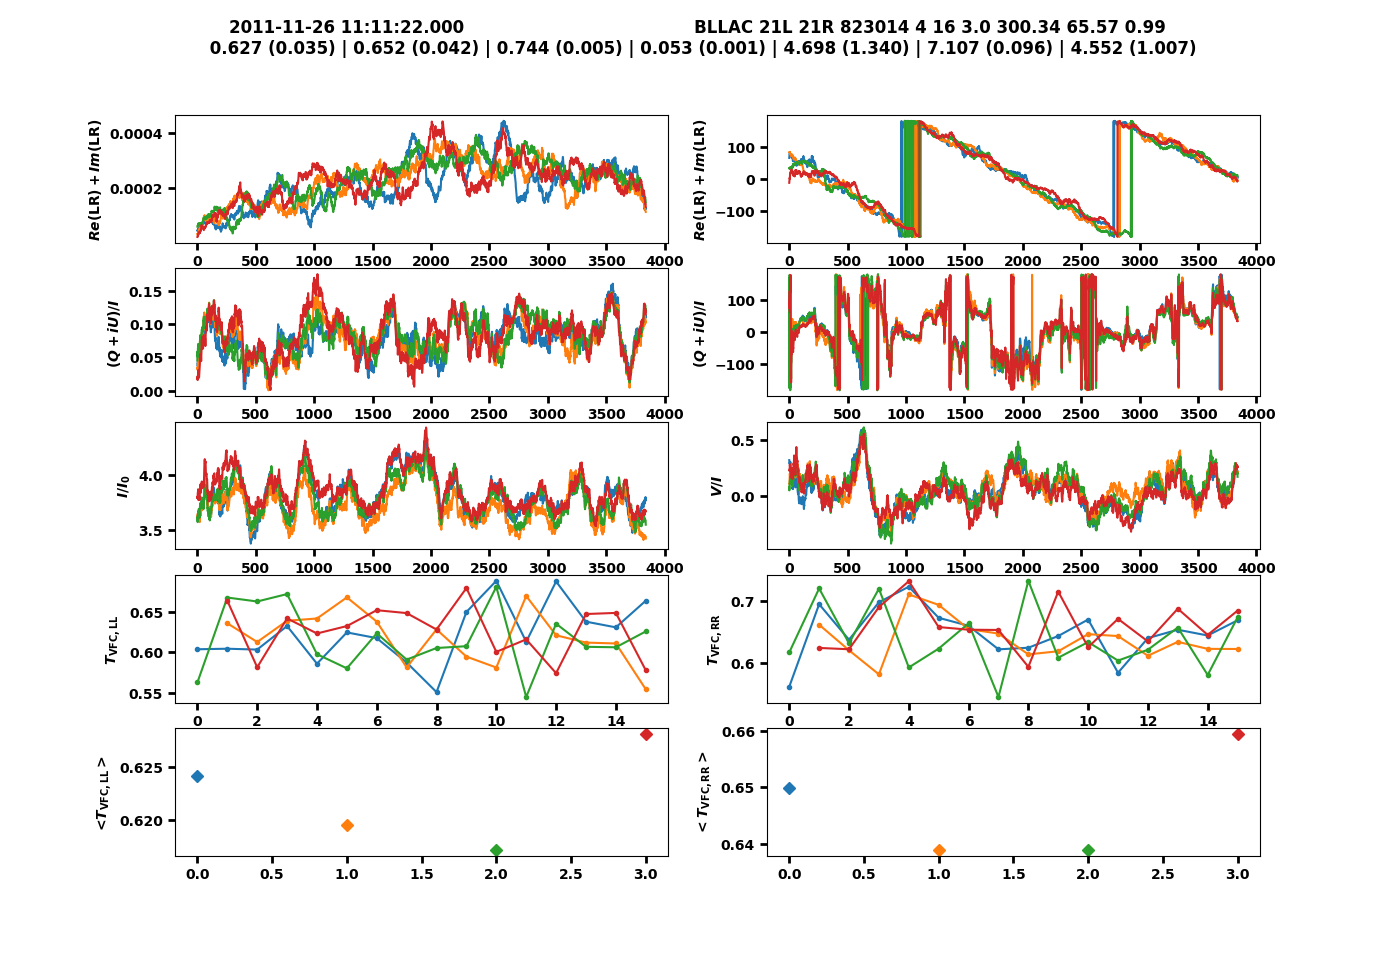 2011-11-26 11:11:22.000 BLLAC 21L 21R 823014 4 16 3.0 300.34 65.57 0.99
0.627 (0.035) | 0.652 (0.042) | 0.744 (0.005) | 0.053 (0.001) | 4.698 (1.340) | 7.107 (0.096) | 4.552 (1.007)
Re(LR) + Im(LR)
0.0004
0.0002
0 500 1000 1500 2000 2500 3000 3500 4000
Re(LR) + Im(LR)
100
0
−100
0 500 1000 1500 2000 2500 3000 3500 4000
(Q + iU)/I
0.15
0.10
0.05
0.00
0 500 1000 1500 2000 2500 3000 3500 4000
(Q + iU)/I
100
0
−100
0 500 1000 1500 2000 2500 3000 3500 4000
I/I₀
4.0
3.5
0 500 1000 1500 2000 2500 3000 3500 4000
V/I
0.5
0.0
0 500 1000 1500 2000 2500 3000 3500 4000
T_VFC, LL
0.65
0.60
0.55
0 2 4 6 8 10 12 14
T_VFC, RR
0.7
0.6
0 2 4 6 8 10 12 14
<T_VFC, LL >
0.625
0.620
0.0 0.5 1.0 1.5 2.0 2.5 3.0
< T_VFC, RR >
0.66
0.65
0.64
0.0 0.5 1.0 1.5 2.0 2.5 3.0